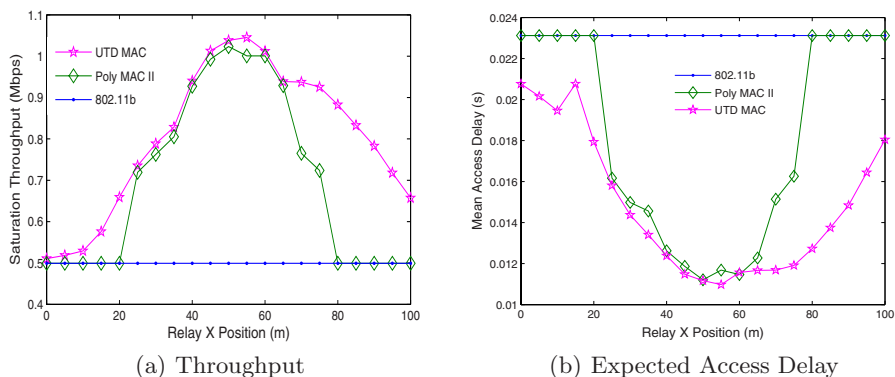 1.1
1
0.9
0.8
0.7
0.6
0.5
0.4
Saturation Throughput (Mbps)
UTD MAC
Poly MAC II
802.11b
0 20 40 60 80 100
Relay X Position (m)
(a) Throughput
0.024
0.022
0.02
0.018
0.016
0.014
0.012
0.01
Mean Access Delay (s)
802.11b
Poly MAC II
UTD MAC
0 20 40 60 80 100
Relay X Position (m)
(b) Expected Access Delay